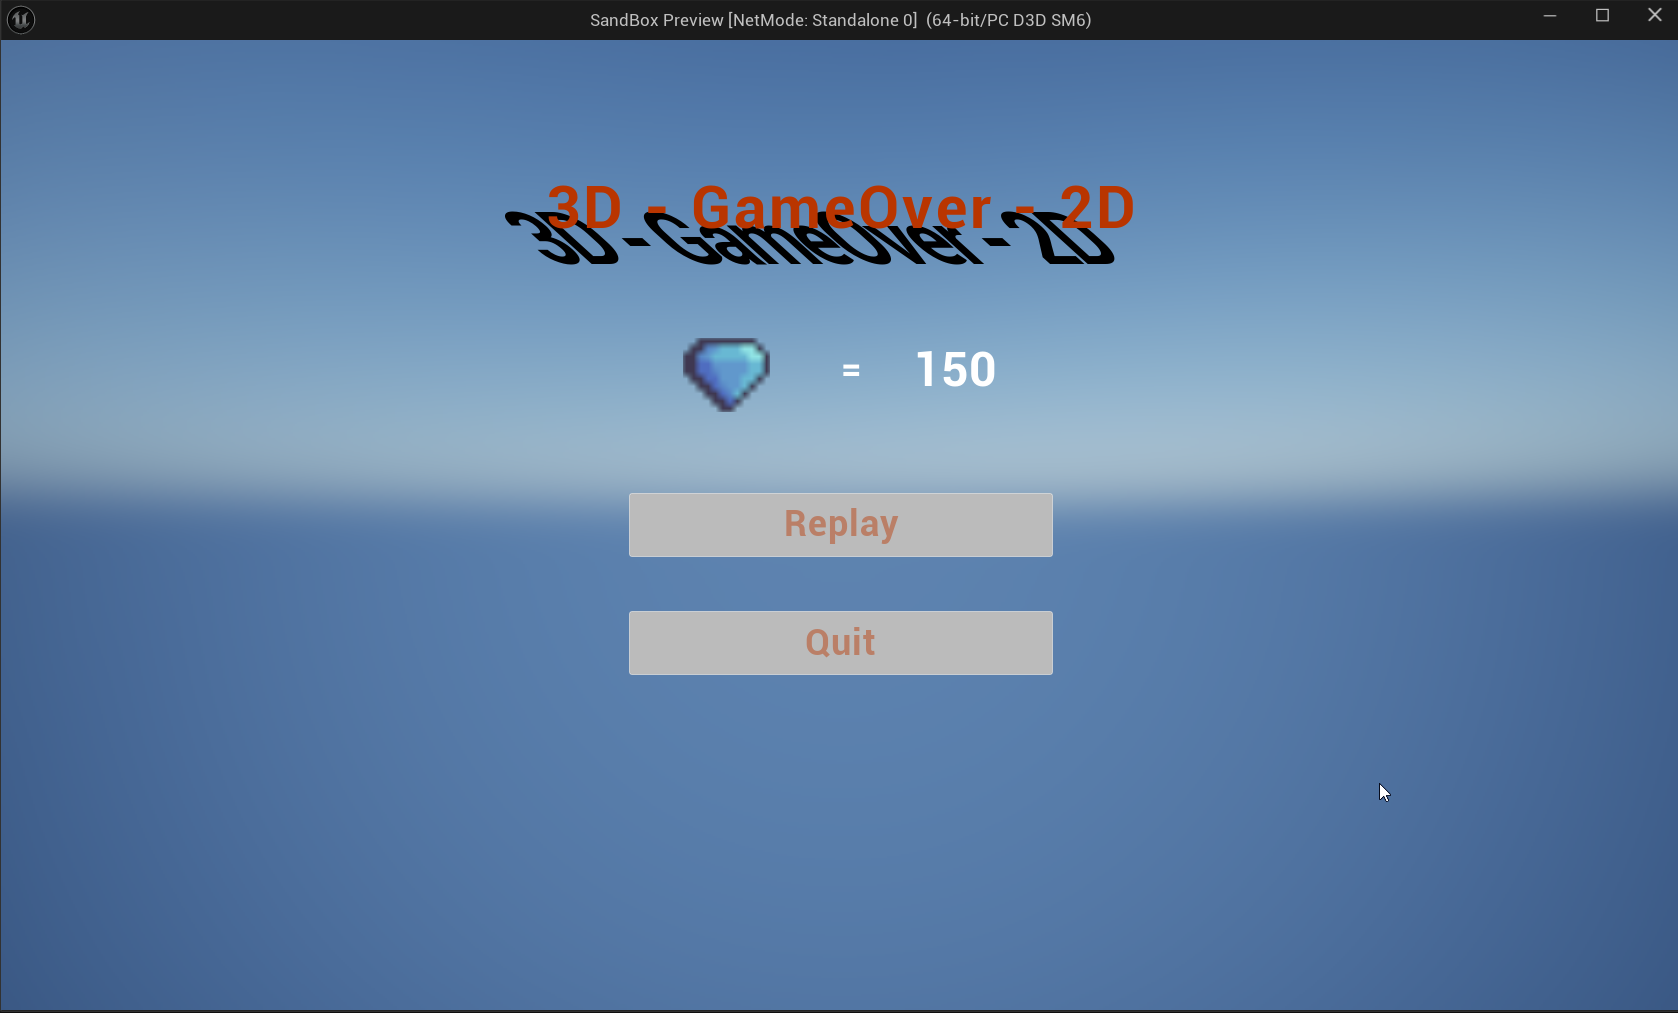 SandBox Preview [NetMode: Standalone 0] (64-bit/PC D3D SM6)
3D - GameOver - 2D
3D - GameOver - 2D
= 150
Replay
Quit